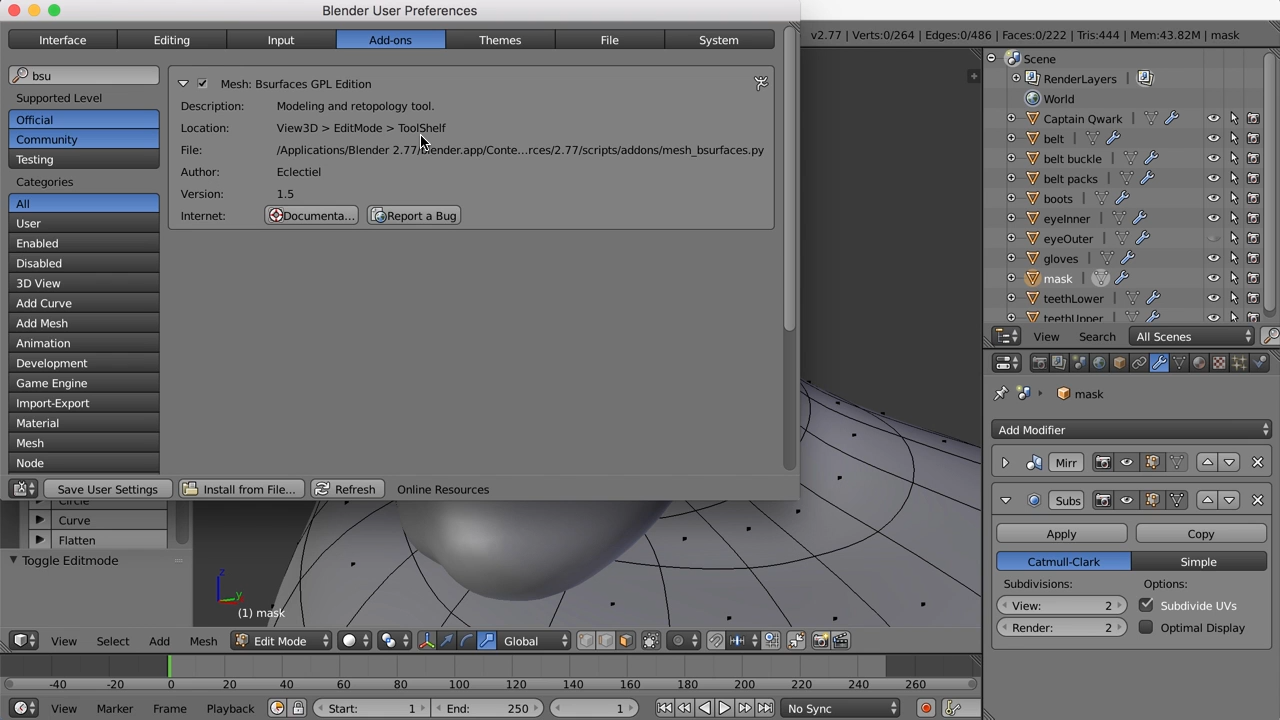 Blender User Preferences
Interface
Editing
Input
Add-ons
Themes
File
System
bsu
Supported Level
Official
Community
Testing
Categories
All
User
Enabled
Disabled
3D View
Add Curve
Add Mesh
Animation
Development
Game Engine
Import-Export
Material
Mesh
Node
Mesh: Bsurfaces GPL Edition
Description: Modeling and retopology tool.
Location: View3D > EditMode > ToolShelf
File: /Applications/Blender 2.77/blender.app/Conte...rces/2.77/scripts/addons/mesh_bsurfaces.py
Author: Eclectiel
Version: 1.5
Internet: Documenta... Report a Bug
Save User Settings
Install from File...
Refresh
Online Resources
v2.77 | Verts:0/264 | Edges:0/486 | Faces:0/222 | Tris:444 | Mem:43.82M | mask
Scene
RenderLayers
World
Captain Qwark
belt
belt buckle
belt packs
boots
eyeInner
eyeOuter
gloves
mask
teethLower
teethUpper
View Search All Scenes
mask
Add Modifier
Mirr
Subs
Apply Copy
Catmull-Clark Simple
Subdivisions: Options:
View: 2 Subdivide UVs
Render: 2 Optimal Display
Circle
Curve
Flatten
Toggle Editmode
z
y
(1) mask
View Select Add Mesh Edit Mode Global
-40 -20 0 20 40 60 80 100 120 140 160 180 200 220 240 260
View Marker Frame Playback Start: 1 End: 250 1 No Sync